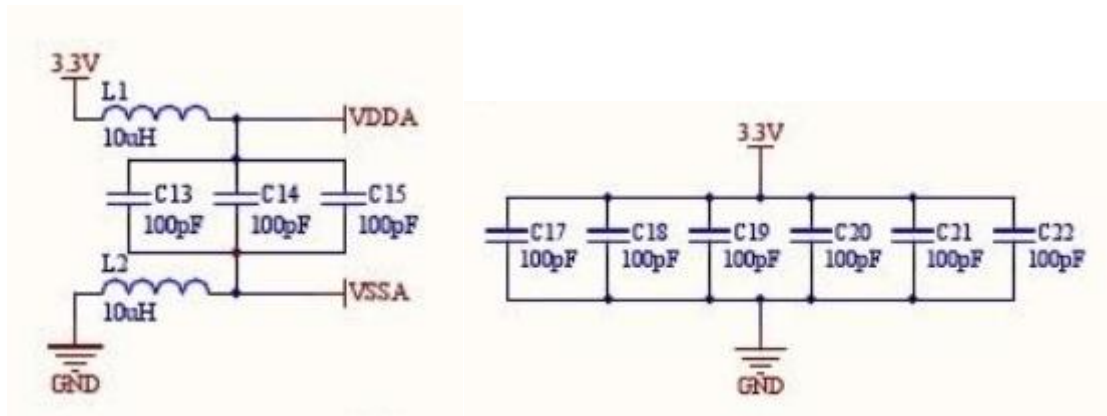 3.3V
L1
10uH
VDDA
C13
100pF
C14
100pF
C15
100pF
L2
10uH
VSSA
GND
3.3V
C17
100pF
C18
100pF
C19
100pF
C20
100pF
C21
100pF
C22
100pF
GND